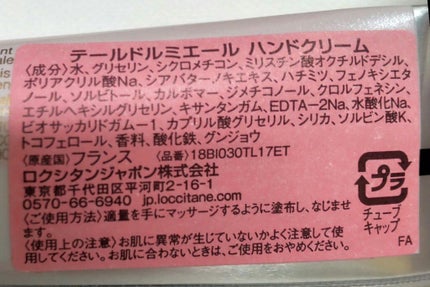 テールドルミエール ハンドクリーム
〈成分〉水、グリセリン、シクロメチコン、ミリスチン酸オクチルドデシル、
ポリアクリル酸Na、シアバターノキエキス、ハチミツ、フェノキシエタ
ノール、ソルビトール、カルボマー、ジメチコノール、クロルフェネシン、
エチルヘキシルグリセリン、キサンタンガム、EDTA-2Na、水酸化Na、
ビオサッカリドガム-1、カプリル酸グリセリル、シリカ、ソルビン酸K、
トコフェロール、香料、酸化鉄、グンジョウ
〈原産国〉フランス 〈品番〉18BI030TL17ET
ロクシタンジャポン株式会社
東京都千代田区平河町2-16-1
0570-66-6940 jp.loccitane.com
〈ご使用方法〉適量を手にマッサージするように塗布し、なじませ
ます。
〈使用上の注意〉お肌に異常が生じていないかよく注意して使
用してください。お肌に合わないときは、ご使用をおやめください。
プラ
チューブ
キャップ
FA